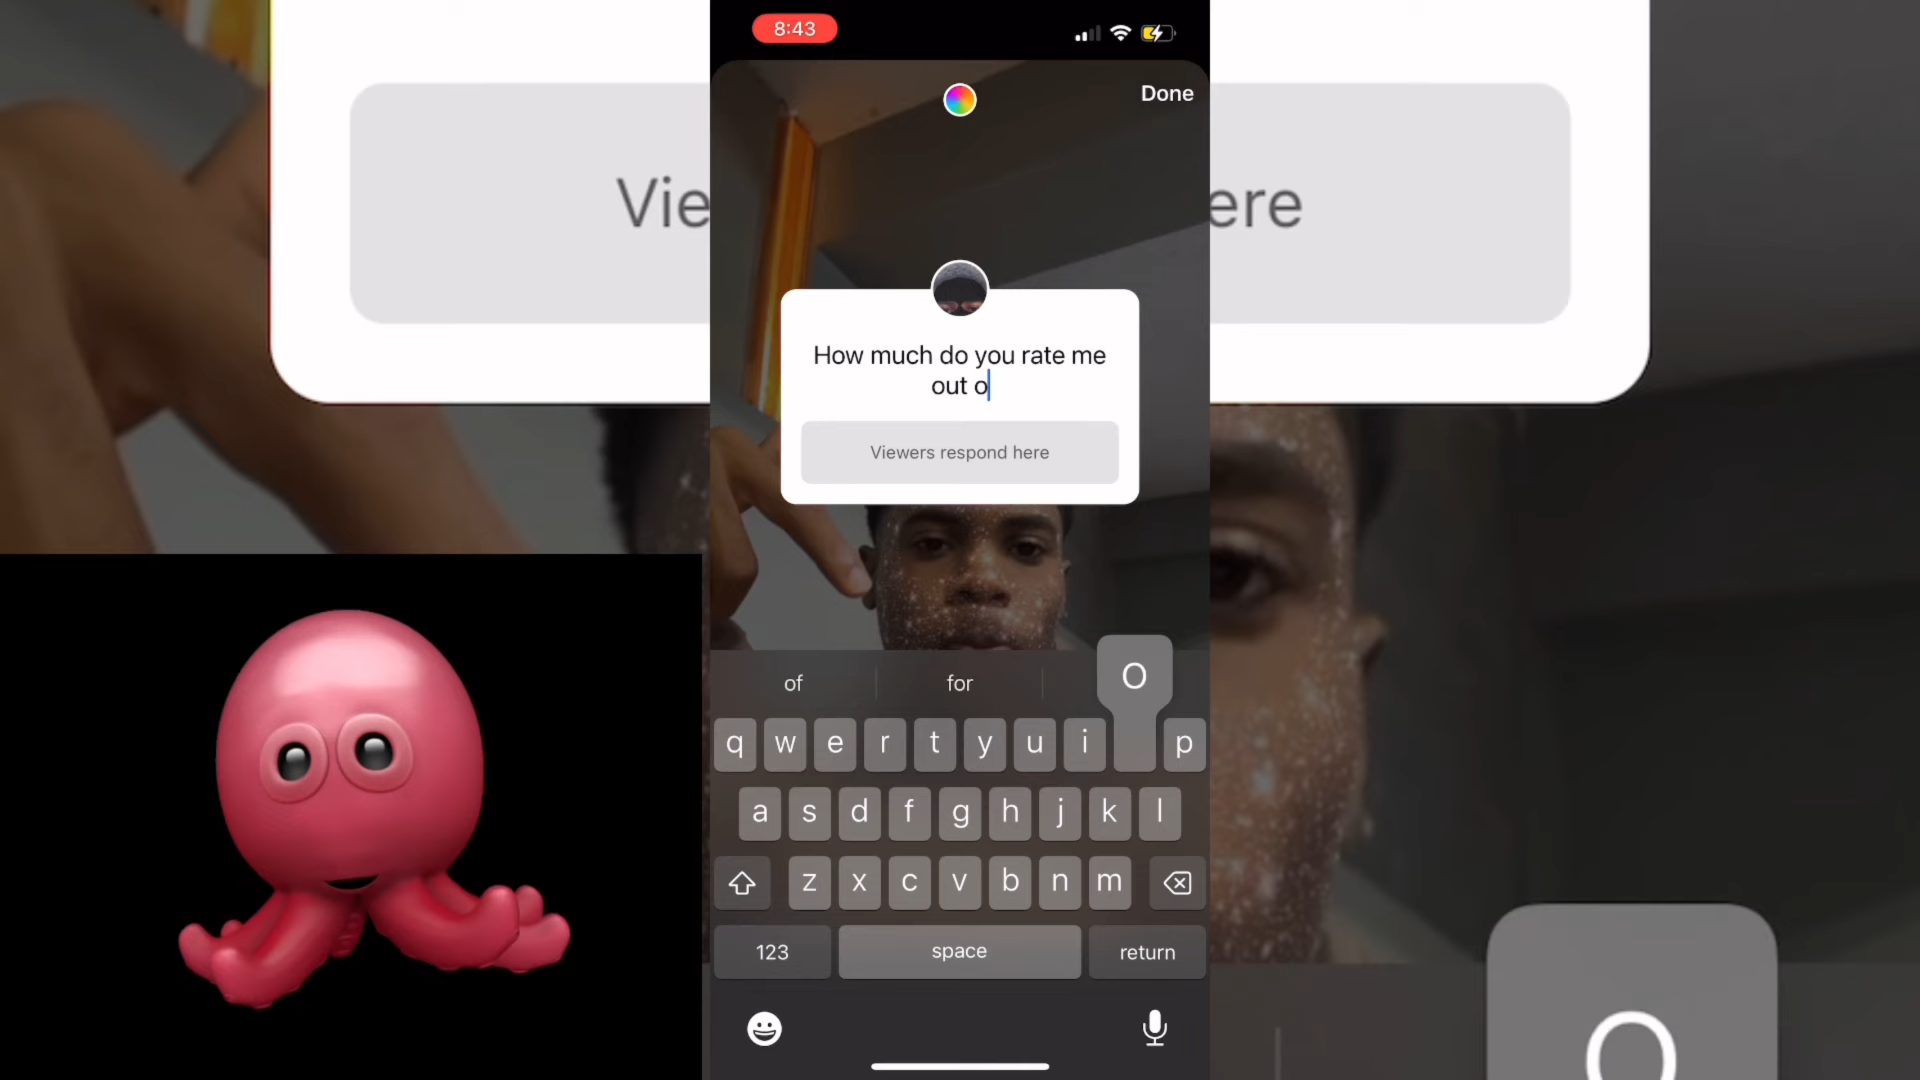 8:43
Done
Vie
ere
How much do you rate me
out o
Viewers respond here
of
for
O
q w e r t y u i p
a s d f g h j k l
z x c v b n m
123
space
return
O